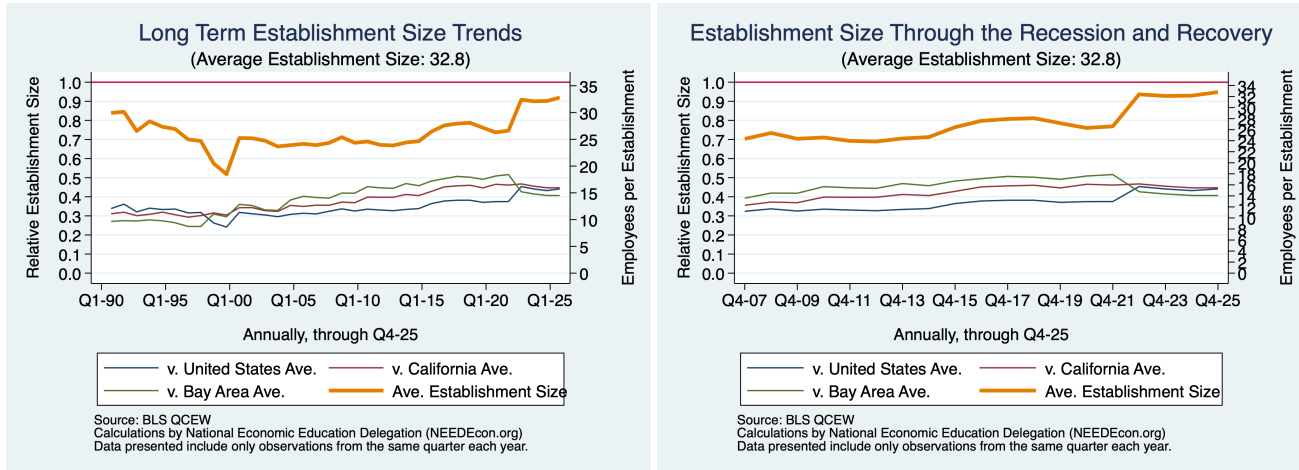 Long Term Establishment Size Trends
(Average Establishment Size: 32.8)
Relative Establishment Size
1.0
0.9
0.8
0.7
0.6
0.5
0.4
0.3
0.2
0.1
0.0
35
30
25
20
15
10
5
0
Employees per Establishment
Q1-90 Q1-95 Q1-00 Q1-05 Q1-10 Q1-15 Q1-20 Q1-25
Annually, through Q4-25
v. United States Ave. v. California Ave.
v. Bay Area Ave. Ave. Establishment Size
Source: BLS QCEW
Calculations by National Economic Education Delegation (NEEDEcon.org)
Data presented include only observations from the same quarter each year.
Establishment Size Through the Recession and Recovery
(Average Establishment Size: 32.8)
Relative Establishment Size
1.0
0.9
0.8
0.7
0.6
0.5
0.4
0.3
0.2
0.1
0.0
34
32
30
28
26
24
22
20
18
16
14
12
10
8
6
4
2
0
Employees per Establishment
Q4-07 Q4-09 Q4-11 Q4-13 Q4-15 Q4-17 Q4-19 Q4-21 Q4-23 Q4-25
Annually, through Q4-25
v. United States Ave. v. California Ave.
v. Bay Area Ave. Ave. Establishment Size
Source: BLS QCEW
Calculations by National Economic Education Delegation (NEEDEcon.org)
Data presented include only observations from the same quarter each year.